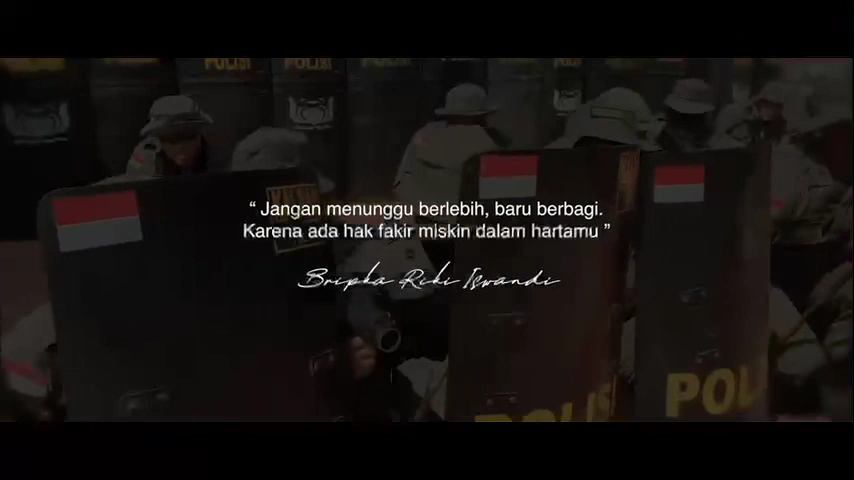 POLISI
POLISI
“ Jangan menunggu berlebih, baru berbagi.
Karena ada hak fakir miskin dalam hartamu ”
Bripka Riki Iswandi
POLISI
POLISI